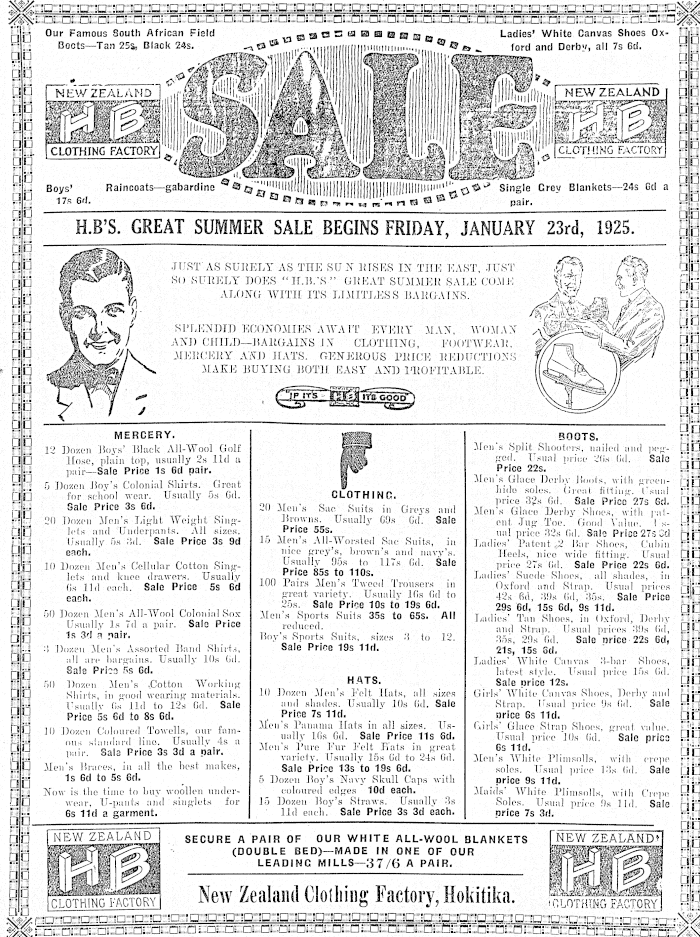 Our Famous South African Field
Boots—Tan 25s, Black 24s.
Ladies' White Canvas Shoes Ox-
ford and Derby, all 7s 6d.
SALE
NEW ZEALAND
HB
CLOTHING FACTORY
NEW ZEALAND
HB
CLOTHING FACTORY
Boys' Raincoats—gabardine
17s 6d.
Single Grey Blankets—24s 6d a
pair.
H.B'S. GREAT SUMMER SALE BEGINS FRIDAY, JANUARY 23rd, 1925.
JUST AS SURELY AS THE SUN RISES IN THE EAST, JUST
SO SURELY DOES "H.B.'S" GREAT SUMMER SALE COME
ALONG WITH ITS LIMITLESS BARGAINS.
SPLENDID ECONOMIES AWAIT EVERY MAN, WOMAN
AND CHILD—BARGAINS IN CLOTHING, FOOTWEAR,
MERCERY AND HATS. GENEROUS PRICE REDUCTIONS
MAKE BUYING BOTH EASY AND PROFITABLE.
"IF IT'S HB IT'S GOOD"
MERCERY.
12 Dozen Boys' Black All-Wool Golf
Hose, plain top, usually 2s 11d a
pair—Sale Price 1s 6d pair.
5 Dozen Boy's Colonial Shirts. Great
for school wear. Usually 5s 6d.
Sale Price 3s 6d.
20 Dozen Men's Light Weight Sing-
lets and Underpants. All sizes.
Usually 5s 3d. Sale Price 3s 9d
each.
10 Dozen Men's Cellular Cotton Sing-
lets and knee drawers. Usually
6s 11d each. Sale Price 5s 6d
each.
50 Dozen Men's All-Wool Colonial Sox
Usually 1s 7d a pair. Sale Price
1s 3d a pair.
3 Dozen Men's Assorted Band Shirts,
all are bargains. Usually 10s 6d.
Sale Price 5s 6d.
50 Dozen Men's Cotton Working
Shirts, in good wearing materials.
Usually 6s 11d to 12s 6d. Sale
Price 5s 6d to 8s 6d.
10 Dozen Coloured Towells, our fam-
ous standard line. Usually 4s a
pair. Sale Price 3s 3d a pair.
Men's Braces, in all the best makes,
1s 6d to 5s 6d.
Now is the time to buy woollen under-
wear, U-pants and singlets for
6s 11d a garment.
CLOTHING.
20 Men's Sac Suits in Greys and
Browns. Usually 69s 6d. Sale
Price 55s.
15 Men's All-Worsted Sac Suits, in
nice grey's, brown's and navy's.
Usually 95s to 117s 6d. Sale
Price 85s to 110s.
100 Pairs Men's Tweed Trousers in
great variety. Usually 16s 6d to
25s. Sale Price 10s to 19s 6d.
Men's Sports Suits 35s to 65s. All
reduced.
Boy's Sports Suits, sizes 3 to 12.
Sale Price 19s 11d.
HATS.
10 Dozen Men's Felt Hats, all sizes
and shades. Usually 10s 6d. Sale
Price 7s 11d.
Men's Panama Hats in all sizes. Us-
ually 16s 6d. Sale Price 11s 6d.
Men's Pure Fur Felt Hats in great
variety. Usually 15s 6d to 24s 6d.
Sale Price 13s to 19s 6d.
5 Dozen Boy's Navy Skull Caps with
coloured edges 10d each.
15 Dozen Boy's Straws. Usually 3s
11d each. Sale Price 3s 3d each.
BOOTS.
Men's Split Shooters, nailed and peg-
ged. Usual price 26s 6d. Sale
Price 22s.
Men's Glace Derby Boots, with green-
hide soles. Great fitting. Usual
price 32s 6d. Sale Price 27s 6d.
Men's Glace Derby Shoes, with pat-
ent Jug Toe. Good Value. Us-
ual price 32s 6d. Sale Price 27s 3d
Ladies' Patent 2 Bar Shoes, Cubin
Heels, nice wide fitting. Usual
price 27s 6d. Sale Price 22s 6d.
Ladies' Suede Shoes, all shades, in
Oxford and Strap. Usual prices
42s 6d, 39s 6d, 35s. Sale Price
29s 6d, 15s 6d, 9s 11d.
Ladies' Tan Shoes, in Oxford, Derby
and Strap. Usual prices 39s 6d,
35s, 29s 6d. Sale price 22s 6d,
21s, 15s 6d.
Ladies' White Canvas 3-bar Shoes,
latest style. Usual price 15s 6d.
Sale price 12s.
Girls' White Canvas Shoes, Derby and
Strap. Usual price 9s 6d. Sale
price 6s 11d.
Girls' Glace Strap Shoes, great value.
Usual price 10s 6d. Sale price
6s 11d.
Men's White Plimsolls, with crepe
soles. Usual price 13s 6d. Sale
price 9s 11d.
Maids' White Plimsolls, with Crepe
Soles. Usual price 9s 11d. Sale
price 7s 3d.
NEW ZEALAND
HB
CLOTHING FACTORY
SECURE A PAIR OF OUR WHITE ALL-WOOL BLANKETS
(DOUBLE BED)—MADE IN ONE OF OUR
LEADING MILLS—37/6 A PAIR.
New Zealand Clothing Factory, Hokitika.
NEW ZEALAND
HB
CLOTHING FACTORY